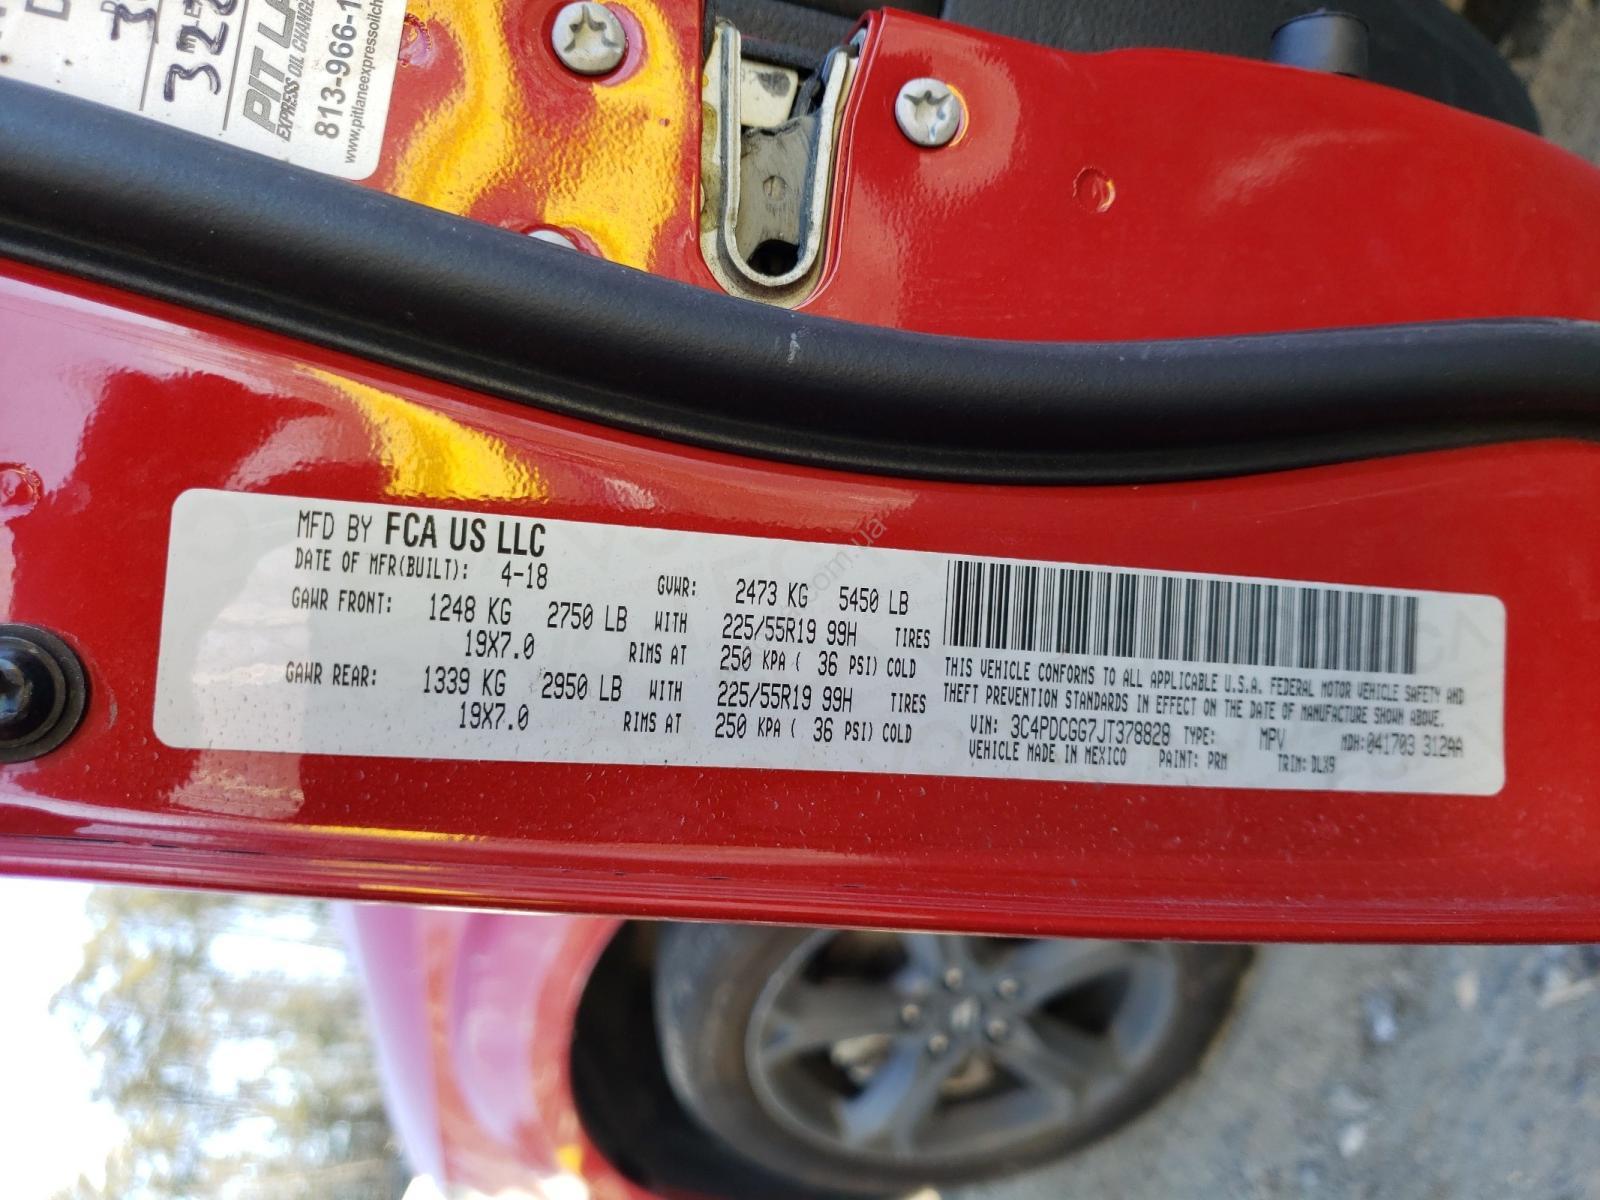 322
PIT LA
EXPRESS OIL CHANGE
813-966-1
www.pitlaneexpressoilch
MFD BY FCA US LLC
DATE OF MFR(BUILT): 4-18 GVWR: 2473 KG 5450 LB
GAWR FRONT: 1248 KG 2750 LB WITH 225/55R19 99H TIRES
19X7.0 RIMS AT 250 KPA ( 36 PSI) COLD
GAWR REAR: 1339 KG 2950 LB WITH 225/55R19 99H TIRES
19X7.0 RIMS AT 250 KPA ( 36 PSI) COLD
THIS VEHICLE CONFORMS TO ALL APPLICABLE U.S.A. FEDERAL MOTOR VEHICLE SAFETY AND
THEFT PREVENTION STANDARDS IN EFFECT ON THE DATE OF MANUFACTURE SHOWN ABOVE.
VIN: 3C4PDCGG7JT378828 TYPE: MPV MDH:041703 312AA
VEHICLE MADE IN MEXICO PAINT: PRM TRIM: DLX9